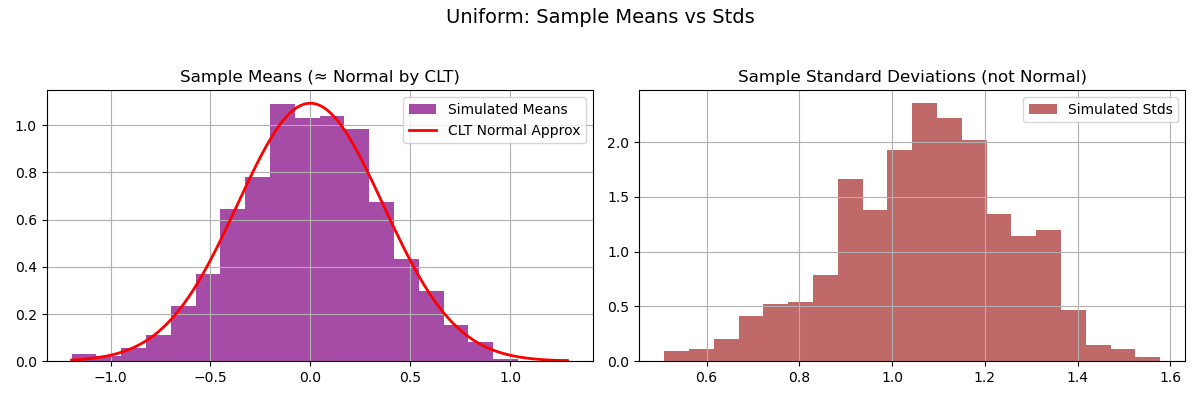 Uniform: Sample Means vs Stds
Sample Means (≈ Normal by CLT)
Simulated Means
CLT Normal Approx
1.0
0.8
0.6
0.4
0.2
0.0
−1.0 −0.5 0.0 0.5 1.0
Sample Standard Deviations (not Normal)
Simulated Stds
2.0
1.5
1.0
0.5
0.0
0.6 0.8 1.0 1.2 1.4 1.6